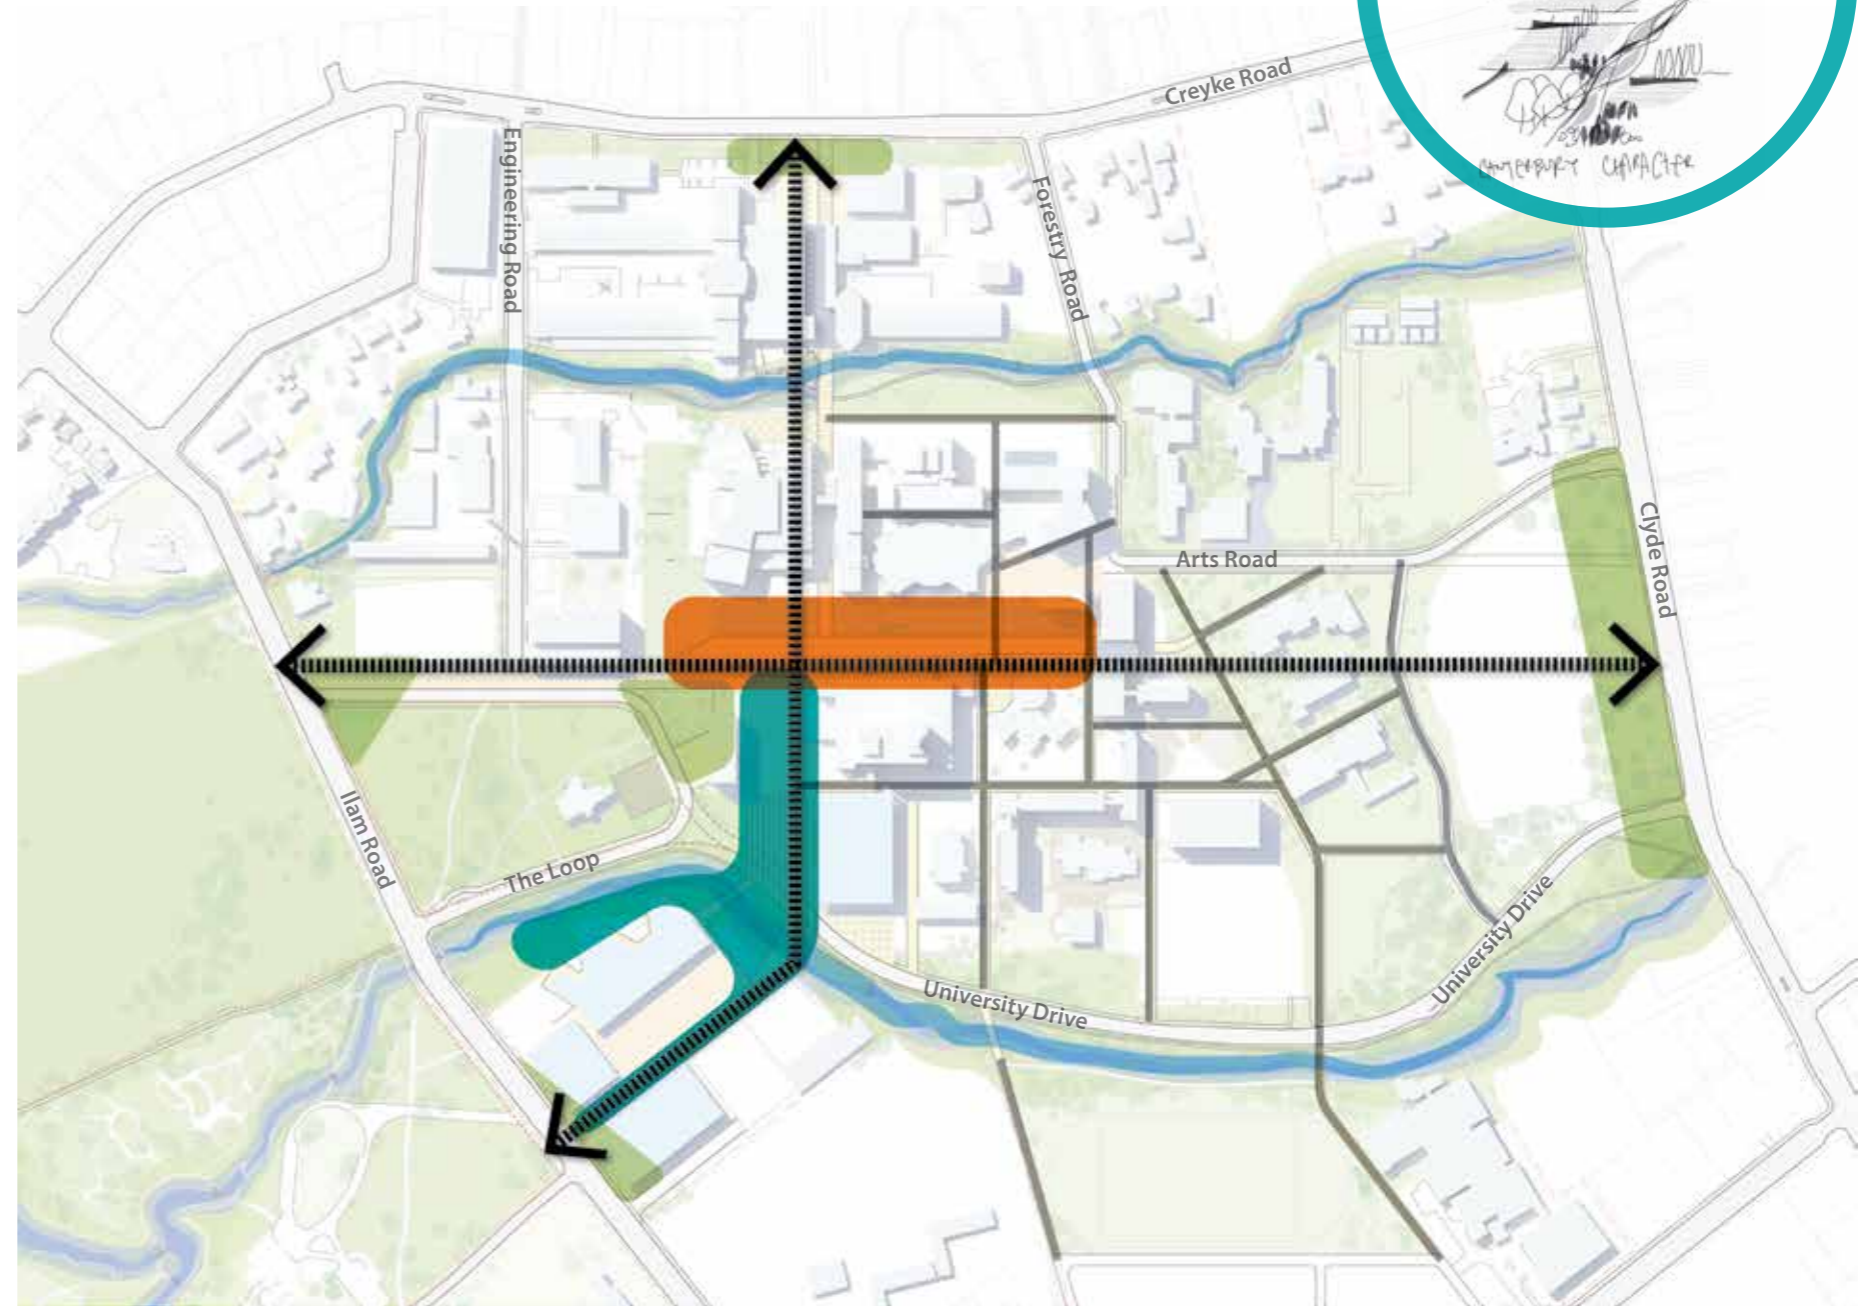 Creyke Road
CANTERBURY CHARACTER
Engineering Road
Forestry Road
Clyde Road
Arts Road
Ilam Road
The Loop
University Drive
University Drive